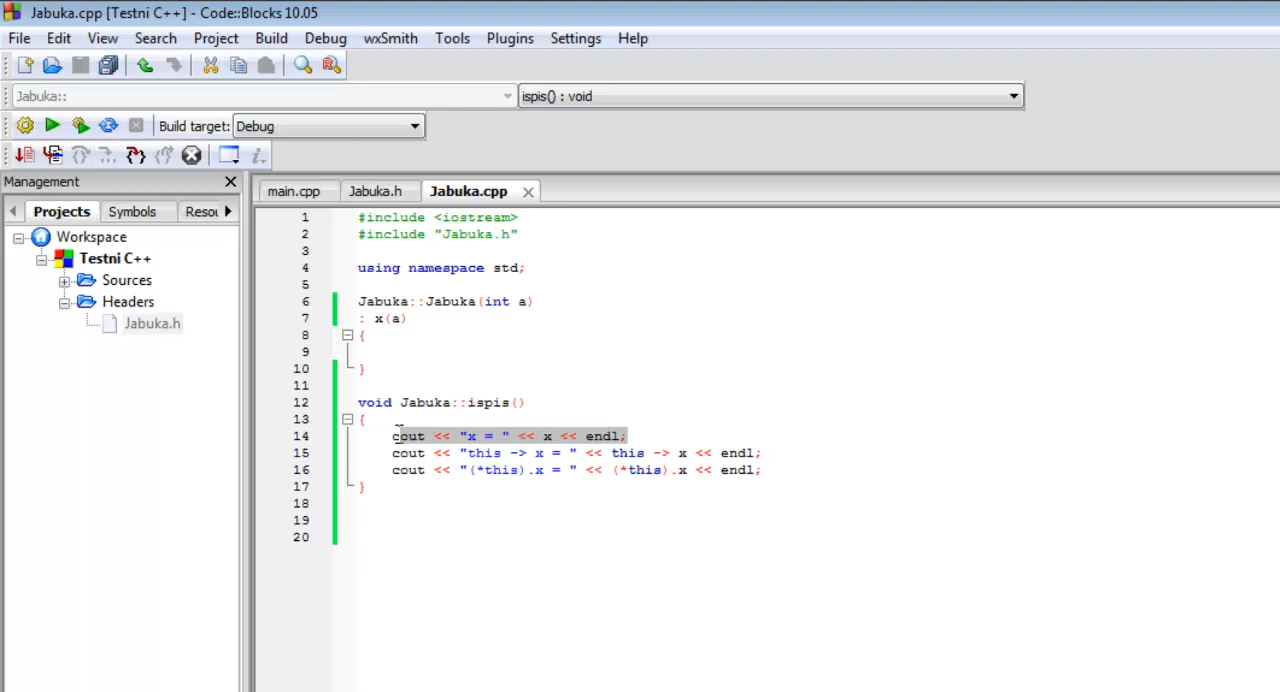 Jabuka.cpp [Testni C++] - Code::Blocks 10.05
File Edit View Search Project Build Debug wxSmith Tools Plugins Settings Help
Jabuka:: ispis() : void
Build target: Debug
Management
Projects Symbols Resou
main.cpp Jabuka.h Jabuka.cpp
Workspace
Testni C++
Sources
Headers
Jabuka.h
1 #include <iostream>
2 #include "Jabuka.h"
3
4 using namespace std;
5
6 Jabuka::Jabuka(int a)
7 : x(a)
8 {
9
10 }
11
12 void Jabuka::ispis()
13 {
14 cout << "x = " << x << endl;
15 cout << "this -> x = " << this -> x << endl;
16 cout << "(*this).x = " << (*this).x << endl;
17 }
18
19
20